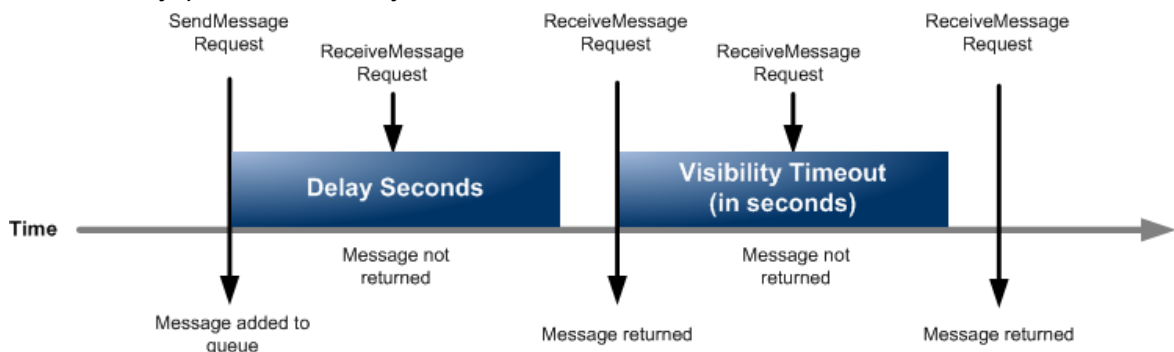 SendMessage
Request
ReceiveMessage
Request
ReceiveMessage
Request
ReceiveMessage
Request
ReceiveMessage
Request
Delay Seconds
Visibility Timeout
(in seconds)
Time
Message not
returned
Message not
returned
Message added to
queue
Message returned
Message returned